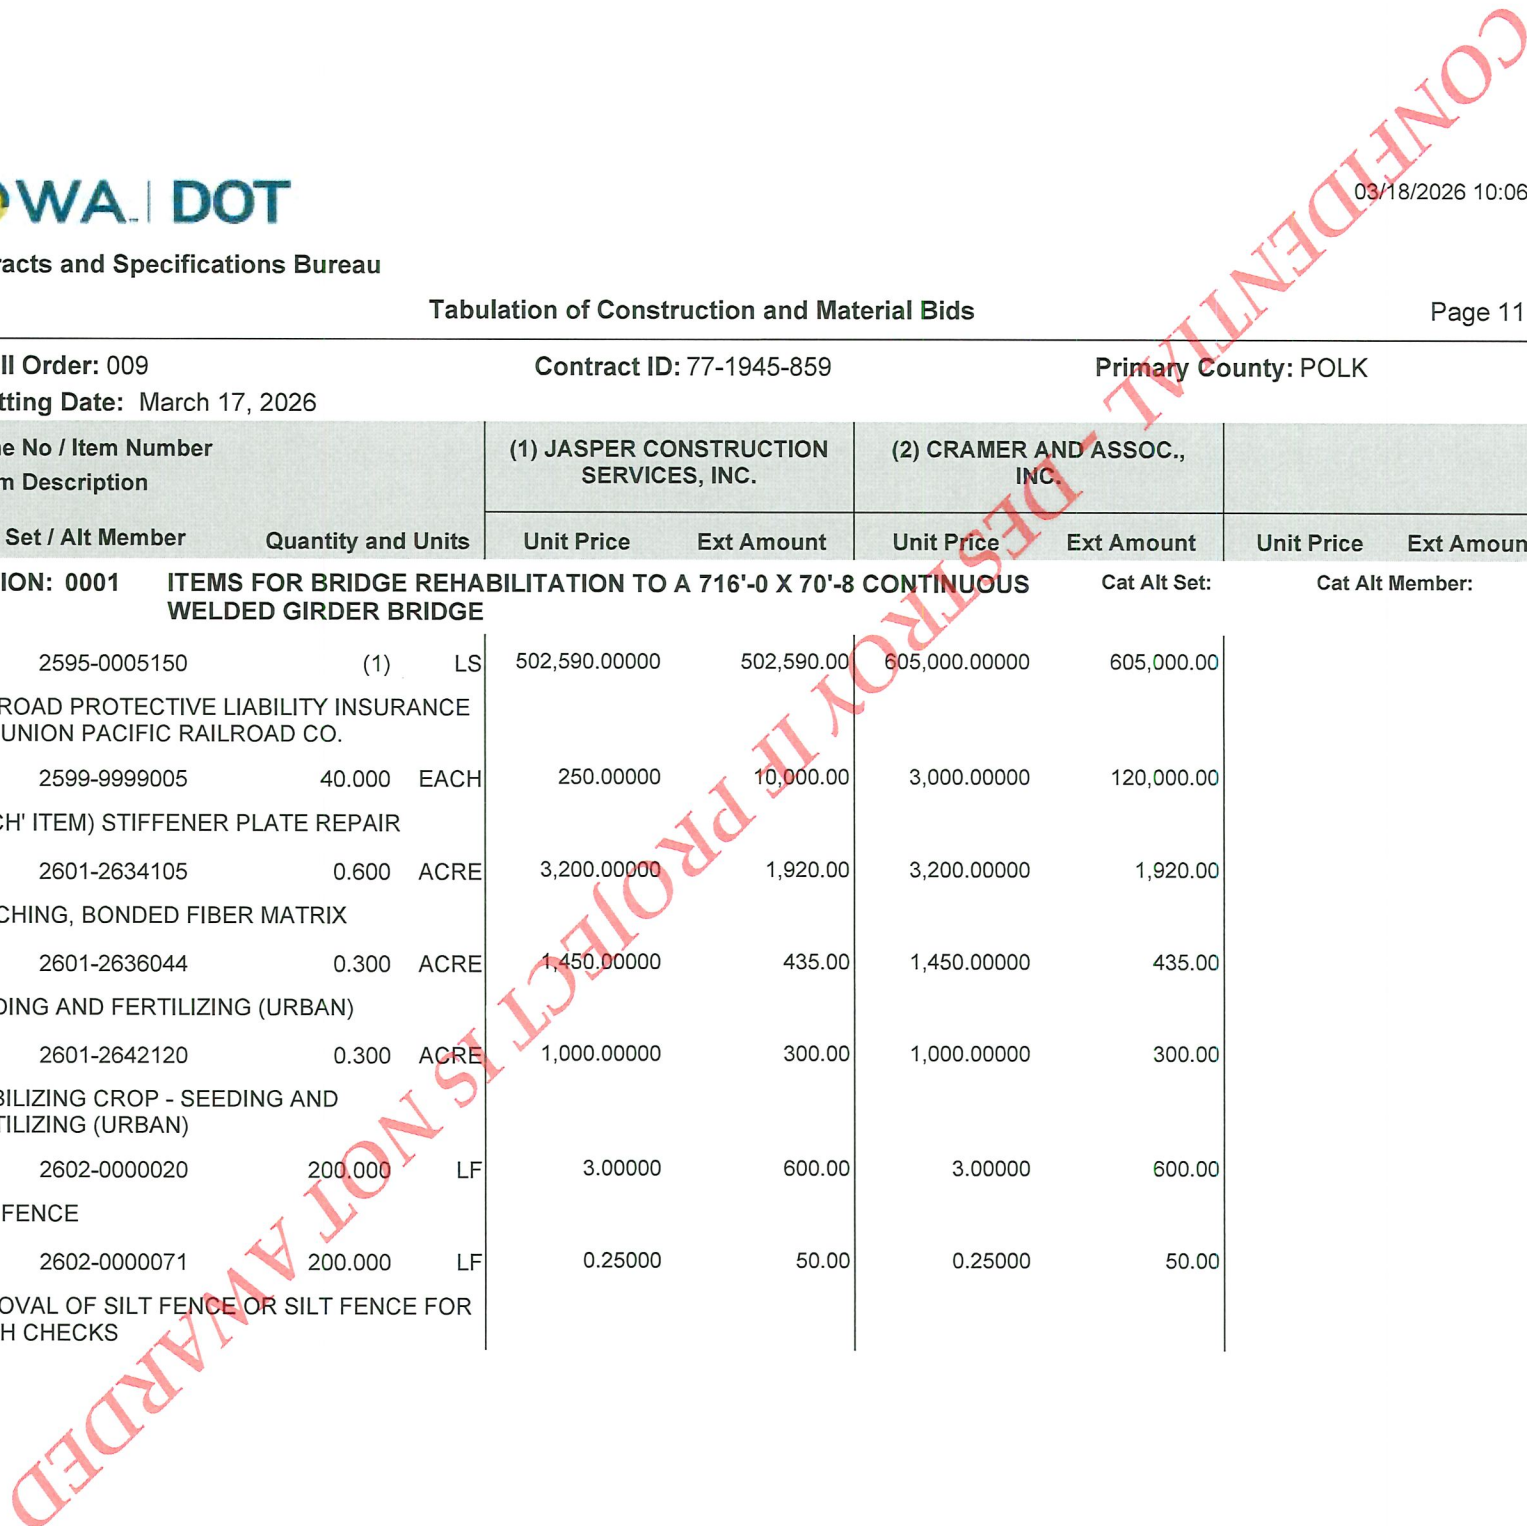 OWA | DOT
03/18/2026 10:06
racts and Specifications Bureau
Tabulation of Construction and Material Bids
Page 11
ll Order: 009 Contract ID: 77-1945-859 Primary County: POLK
tting Date: March 17, 2026
e No / Item Number (1) JASPER CONSTRUCTION SERVICES, INC. (2) CRAMER AND ASSOC., INC.
m Description
Set / Alt Member Quantity and Units Unit Price Ext Amount Unit Price Ext Amount Unit Price Ext Amoun
ION: 0001 ITEMS FOR BRIDGE REHABILITATION TO A 716'-0 X 70'-8 CONTINUOUS Cat Alt Set: Cat Alt Member:
WELDED GIRDER BRIDGE
2595-0005150 (1) LS 502,590.00000 502,590.00 605,000.00000 605,000.00
ROAD PROTECTIVE LIABILITY INSURANCE
UNION PACIFIC RAILROAD CO.
2599-9999005 40.000 EACH 250.00000 10,000.00 3,000.00000 120,000.00
CH' ITEM) STIFFENER PLATE REPAIR
2601-2634105 0.600 ACRE 3,200.00000 1,920.00 3,200.00000 1,920.00
CHING, BONDED FIBER MATRIX
2601-2636044 0.300 ACRE 1,450.00000 435.00 1,450.00000 435.00
DING AND FERTILIZING (URBAN)
2601-2642120 0.300 ACRE 1,000.00000 300.00 1,000.00000 300.00
BILIZING CROP - SEEDING AND
TILIZING (URBAN)
2602-0000020 200.000 LF 3.00000 600.00 3.00000 600.00
FENCE
2602-0000071 200.000 LF 0.25000 50.00 0.25000 50.00
OVAL OF SILT FENCE OR SILT FENCE FOR
H CHECKS
CONFIDENTIAL - DESTROY IF PROJECT IS NOT AWARDED